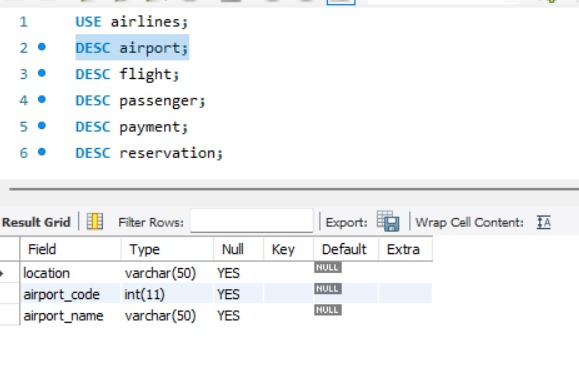 1 USE airlines;
2 DESC airport;
3 DESC flight;
4 DESC passenger;
5 DESC payment;
6 DESC reservation;
Result Grid Filter Rows: Export: Wrap Cell Content: IA
Field Type Null Key Default Extra
location varchar(50) YES NULL
airport_code int(11) YES NULL
airport_name varchar(50) YES NULL